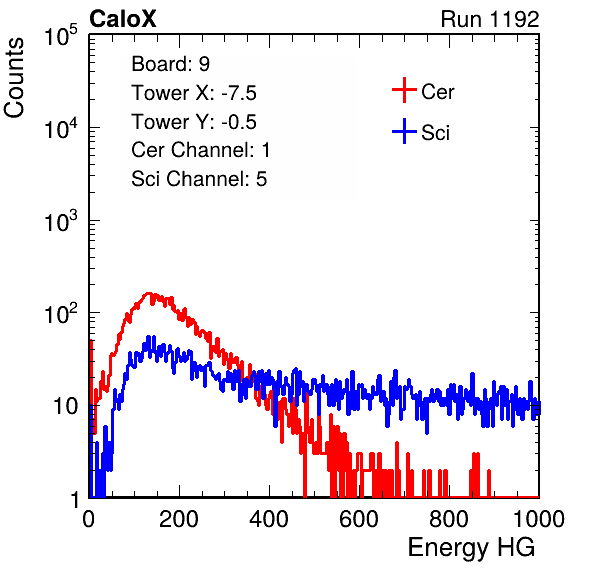 CaloX Run 1192
Counts
Board: 9
Tower X: -7.5
Tower Y: -0.5
Cer Channel: 1
Sci Channel: 5
Cer
Sci
10^5
10^4
10^3
10^2
10
1
0 200 400 600 800 1000
Energy HG